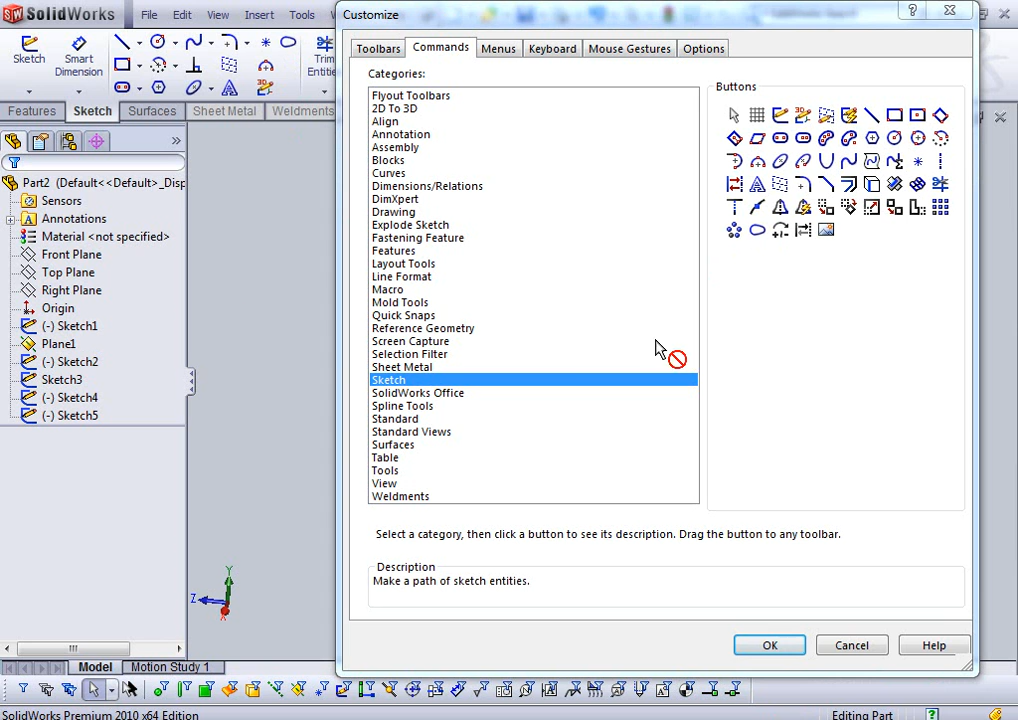 SolidWorks
File Edit View Insert Tools
Customize
Sketch
Smart Dimension
Trim Entitie
Features Sketch Surfaces Sheet Metal Weldments
Part2 (Default<<Default>_Disp
Sensors
Annotations
Material <not specified>
Front Plane
Top Plane
Right Plane
Origin
(-) Sketch1
Plane1
(-) Sketch2
Sketch3
(-) Sketch4
(-) Sketch5
Toolbars Commands Menus Keyboard Mouse Gestures Options
Categories:
Flyout Toolbars
2D To 3D
Align
Annotation
Assembly
Blocks
Curves
Dimensions/Relations
DimXpert
Drawing
Explode Sketch
Fastening Feature
Features
Layout Tools
Line Format
Macro
Mold Tools
Quick Snaps
Reference Geometry
Screen Capture
Selection Filter
Sheet Metal
Sketch
SolidWorks Office
Spline Tools
Standard
Standard Views
Surfaces
Table
Tools
View
Weldments
Buttons
Select a category, then click a button to see its description. Drag the button to any toolbar.
Description
Make a path of sketch entities.
OK Cancel Help
Y
Z
X
Model Motion Study 1
SolidWorks Premium 2010 x64 Edition
Editing Part